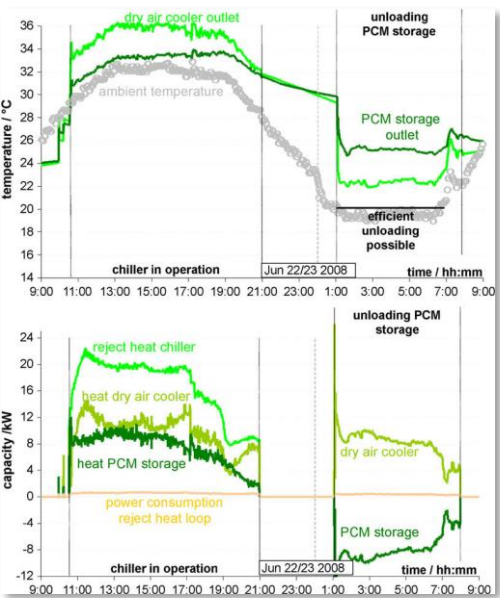 36
34
32
30
28
26
24
22
20
18
16
14
temperature / °C
dry air cooler outlet
unloading
PCM storage
ambient temperature
PCM storage
outlet
efficient
unloading
possible
chiller in operation
Jun 22/23 2008
time / hh:mm
9:00 11:00 13:00 15:00 17:00 19:00 21:00 23:00 1:00 3:00 5:00 7:00 9:00
unloading PCM
storage
24
20
16
12
8
4
0
-4
-8
-12
capacity /kW
reject heat chiller
heat dry air cooler
heat PCM storage
dry air cooler
power consumption
reject heat loop
PCM storage
chiller in operation
Jun 22/23 2008
time / hh:mm
9:00 11:00 13:00 15:00 17:00 19:00 21:00 23:00 1:00 3:00 5:00 7:00 9:00